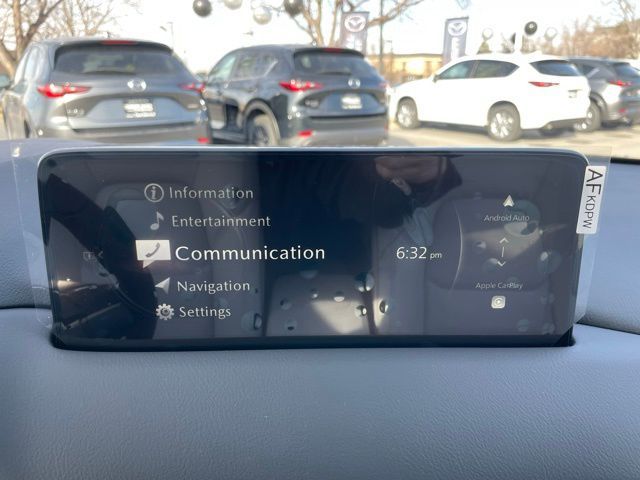 Information
Entertainment
Communication
Navigation
Settings
6:32 pm
Android Auto
Apple CarPlay
AF
KDPW